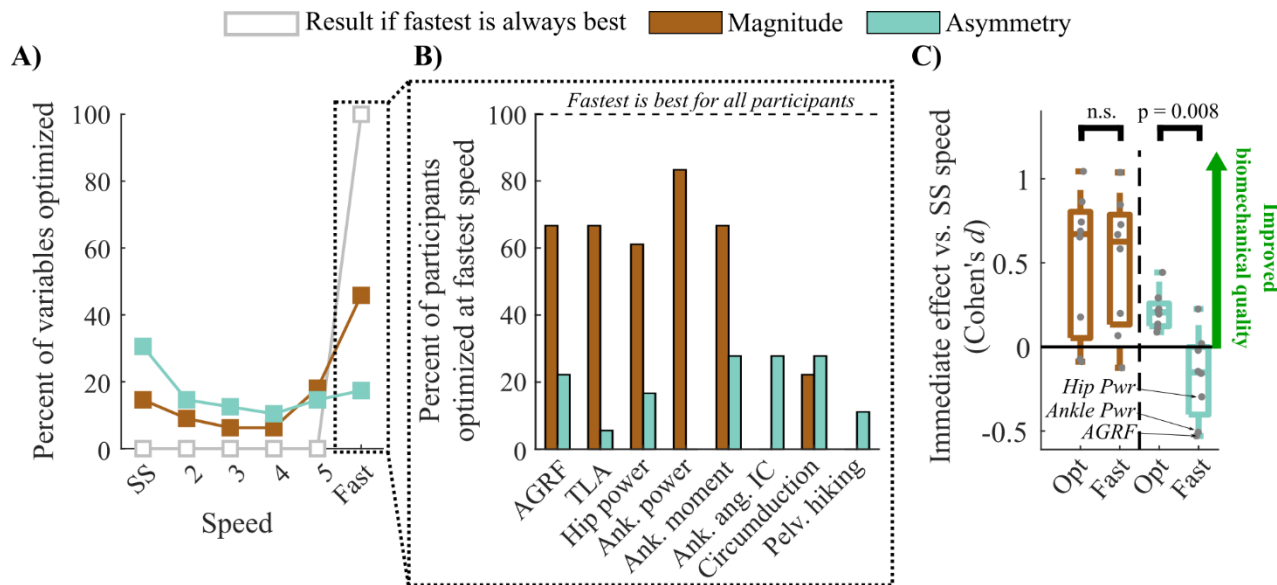 Result if fastest is always best
Magnitude
Asymmetry
A)
Percent of variables optimized
100
80
60
40
20
0
SS
2
3
4
5
Fast
Speed
B)
Percent of participants
optimized at fastest speed
Fastest is best for all participants
100
80
60
40
20
0
AGRF
TLA
Hip power
Ank. power
Ank. moment
Ank. ang. IC
Circumduction
Pelv. hiking
C)
Immediate effect vs. SS speed
(Cohen's d)
n.s.
p = 0.008
1
0.5
0
-0.5
Hip Pwr
Ankle Pwr
AGRF
Opt
Fast
Opt
Fast
Improved
biomechanical quality